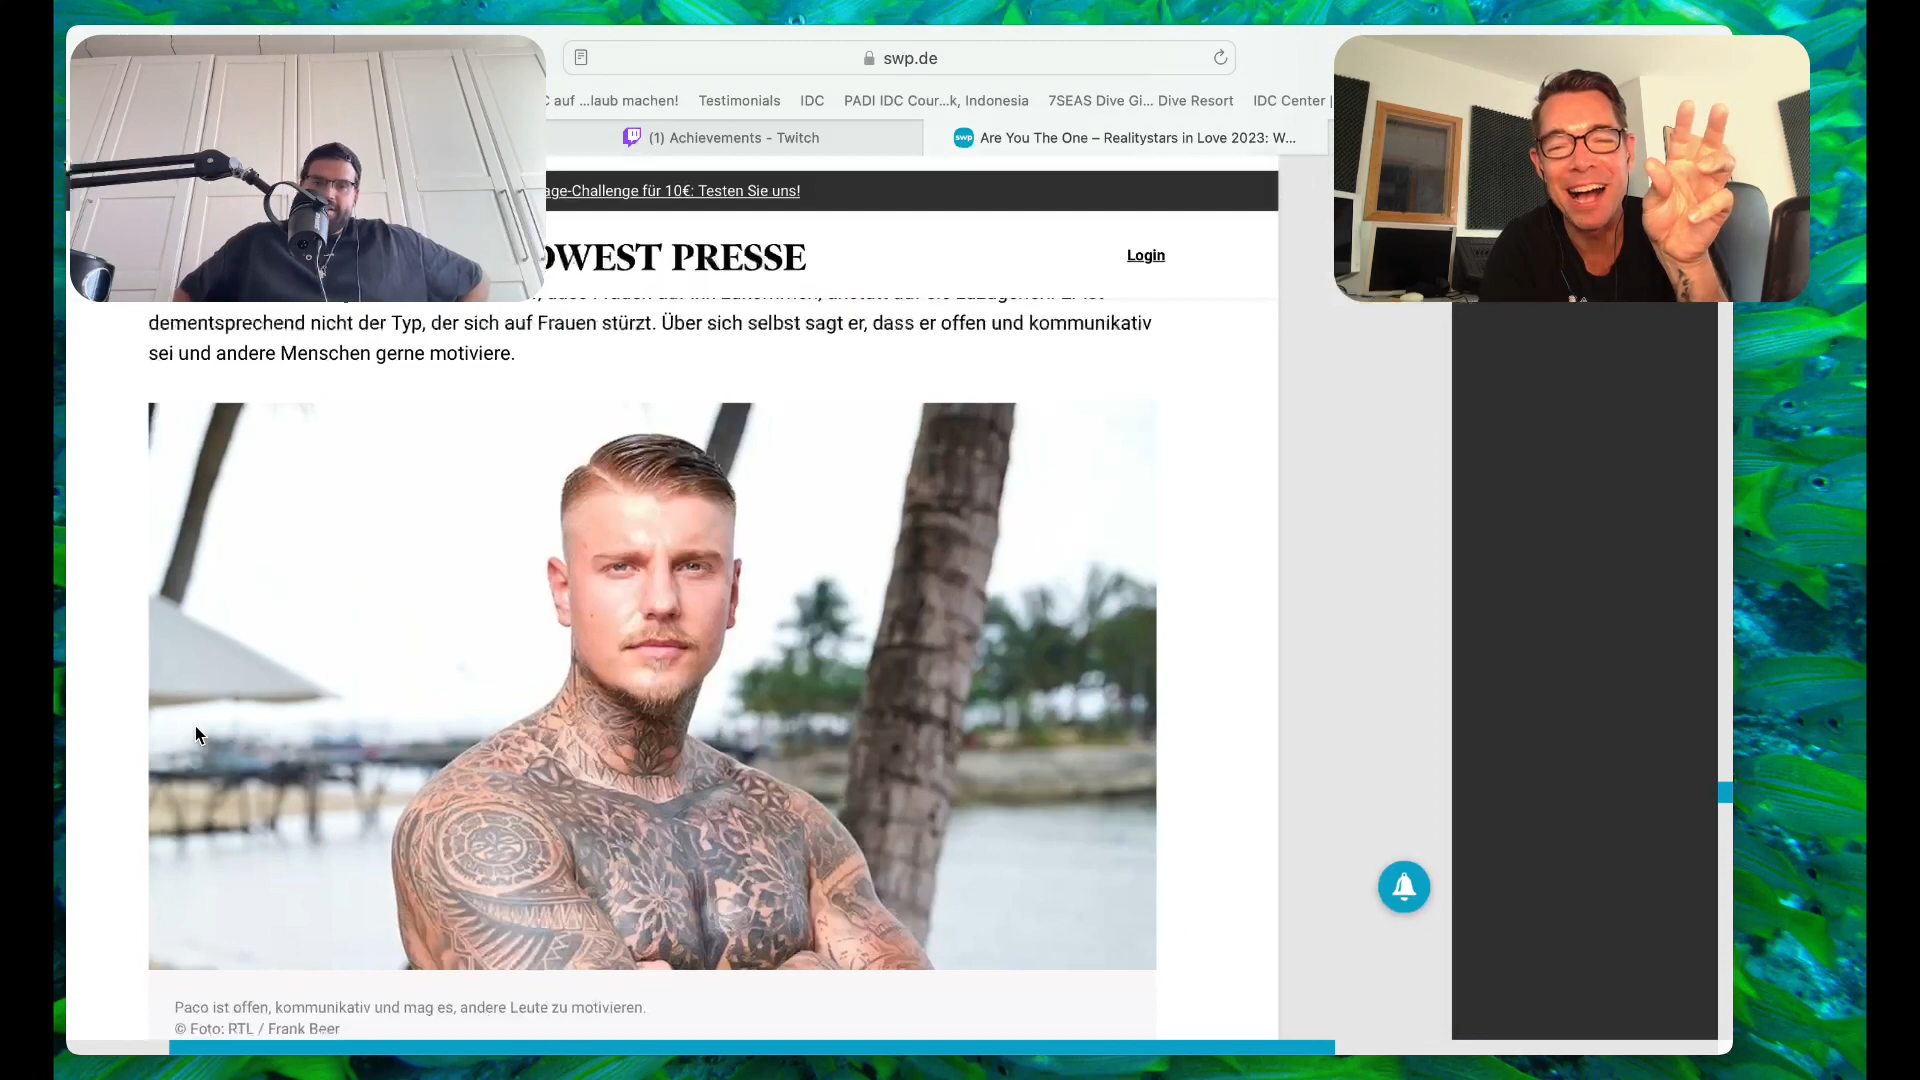 swp.de
auf ...laub machen! Testimonials IDC PADI IDC Cour...k, Indonesia 7SEAS Dive Gi... Dive Resort IDC Center |
(1) Achievements - Twitch
swp Are You The One – Realitystars in Love 2023: W...
age-Challenge für 10€: Testen Sie uns!
WEST PRESSE
Login
dementsprechend nicht der Typ, der sich auf Frauen stürzt. Über sich selbst sagt er, dass er offen und kommunikativ
sei und andere Menschen gerne motiviere.
Paco ist offen, kommunikativ und mag es, andere Leute zu motivieren.
© Foto: RTL / Frank Beer